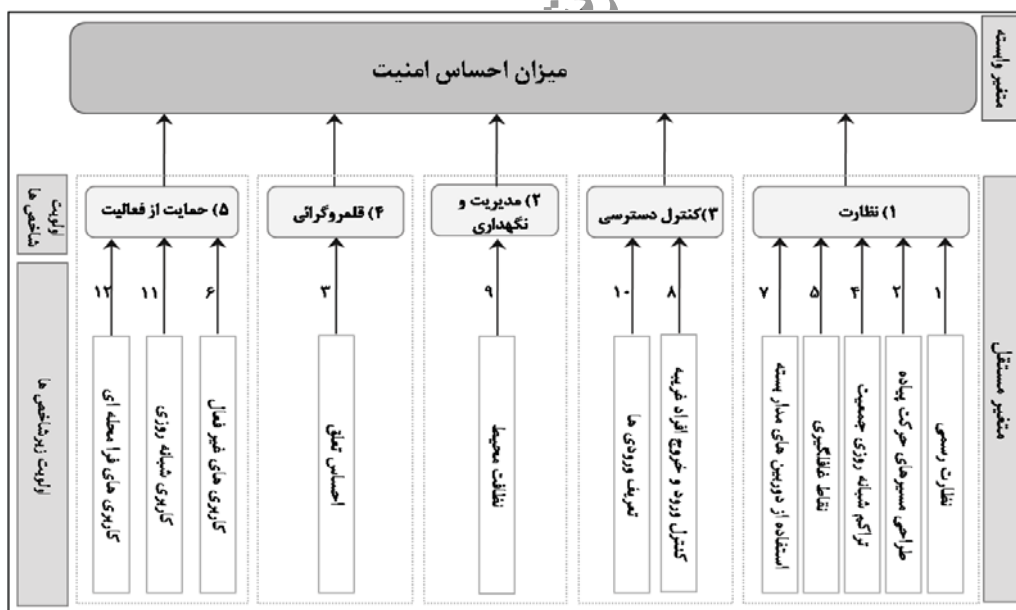 متغیر وابسته
میزان احساس امنیت
متغیر مستقل
اولویت
شاخص ها
۱) نظارت
۳)کنترل دسترسی
۲) مدیریت و
نگهداری
۴) قلمروگرائی
۵) حمایت از فعالیت
اولویت زیرشاخص ها
۱
۲
۴
۵
۷
۸
۱۰
۹
۳
۶
۱۱
۱۲
نظارت رسمی
طراحی مسیرهای حرکت پیاده
تراکم شبانه روزی جمعیت
نقاط غافلگیری
استفاده از دوربین های مدار بسته
کنترل ورود و خروج افراد غریبه
تعریف ورودی ها
نظافت محیط
احساس تعلق
کاربری های غیر فعال
کاربری شبانه روزی
کاربری های فرا محله ای